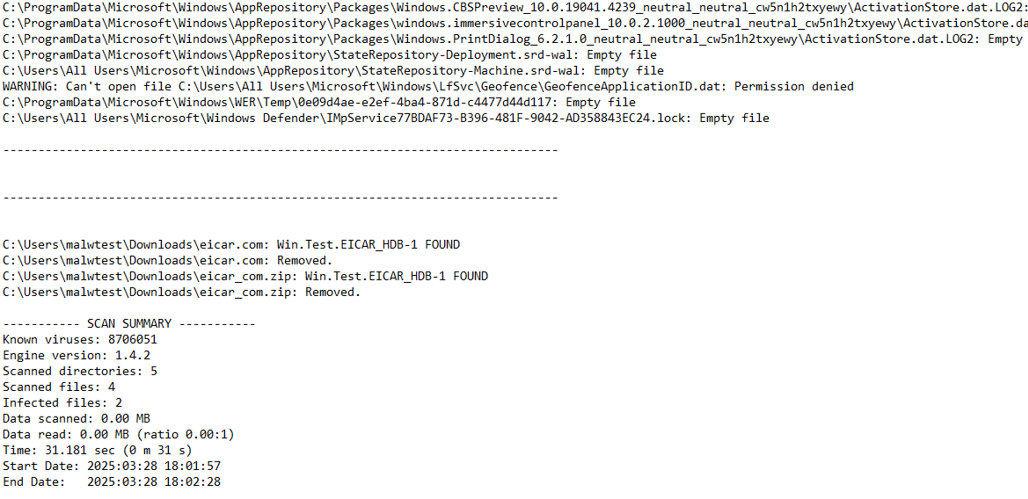 C:\ProgramData\Microsoft\Windows\AppRepository\Packages\Windows.CBSPreview_10.0.19041.4239_neutral_neutral_cw5n1h2txyewy\ActivationStore.dat.LOG2:
C:\ProgramData\Microsoft\Windows\AppRepository\Packages\windows.immersivecontrolpanel_10.0.2.1000_neutral_neutral_cw5n1h2txyewy\ActivationStore.da
C:\ProgramData\Microsoft\Windows\AppRepository\Packages\Windows.PrintDialog_6.2.1.0_neutral_neutral_cw5n1h2txyewy\ActivationStore.dat.LOG2: Empty
C:\ProgramData\Microsoft\Windows\AppRepository\StateRepository-Deployment.srd-wal: Empty file
C:\Users\All Users\Microsoft\Windows\AppRepository\StateRepository-Machine.srd-wal: Empty file
WARNING: Can't open file C:\Users\All Users\Microsoft\Windows\LfSvc\Geofence\GeofenceApplicationID.dat: Permission denied
C:\ProgramData\Microsoft\Windows\WER\Temp\0e09d4ae-e2ef-4ba4-871d-c4477d44d117: Empty file
C:\Users\All Users\Microsoft\Windows Defender\IMpService77BDAF73-B396-481F-9042-AD358843EC24.lock: Empty file
-------------------------------------------------------------------------------
-------------------------------------------------------------------------------
C:\Users\malwtest\Downloads\eicar.com: Win.Test.EICAR_HDB-1 FOUND
C:\Users\malwtest\Downloads\eicar.com: Removed.
C:\Users\malwtest\Downloads\eicar_com.zip: Win.Test.EICAR_HDB-1 FOUND
C:\Users\malwtest\Downloads\eicar_com.zip: Removed.
----------- SCAN SUMMARY -----------
Known viruses: 8706051
Engine version: 1.4.2
Scanned directories: 5
Scanned files: 4
Infected files: 2
Data scanned: 0.00 MB
Data read: 0.00 MB (ratio 0.00:1)
Time: 31.181 sec (0 m 31 s)
Start Date: 2025:03:28 18:01:57
End Date:   2025:03:28 18:02:28